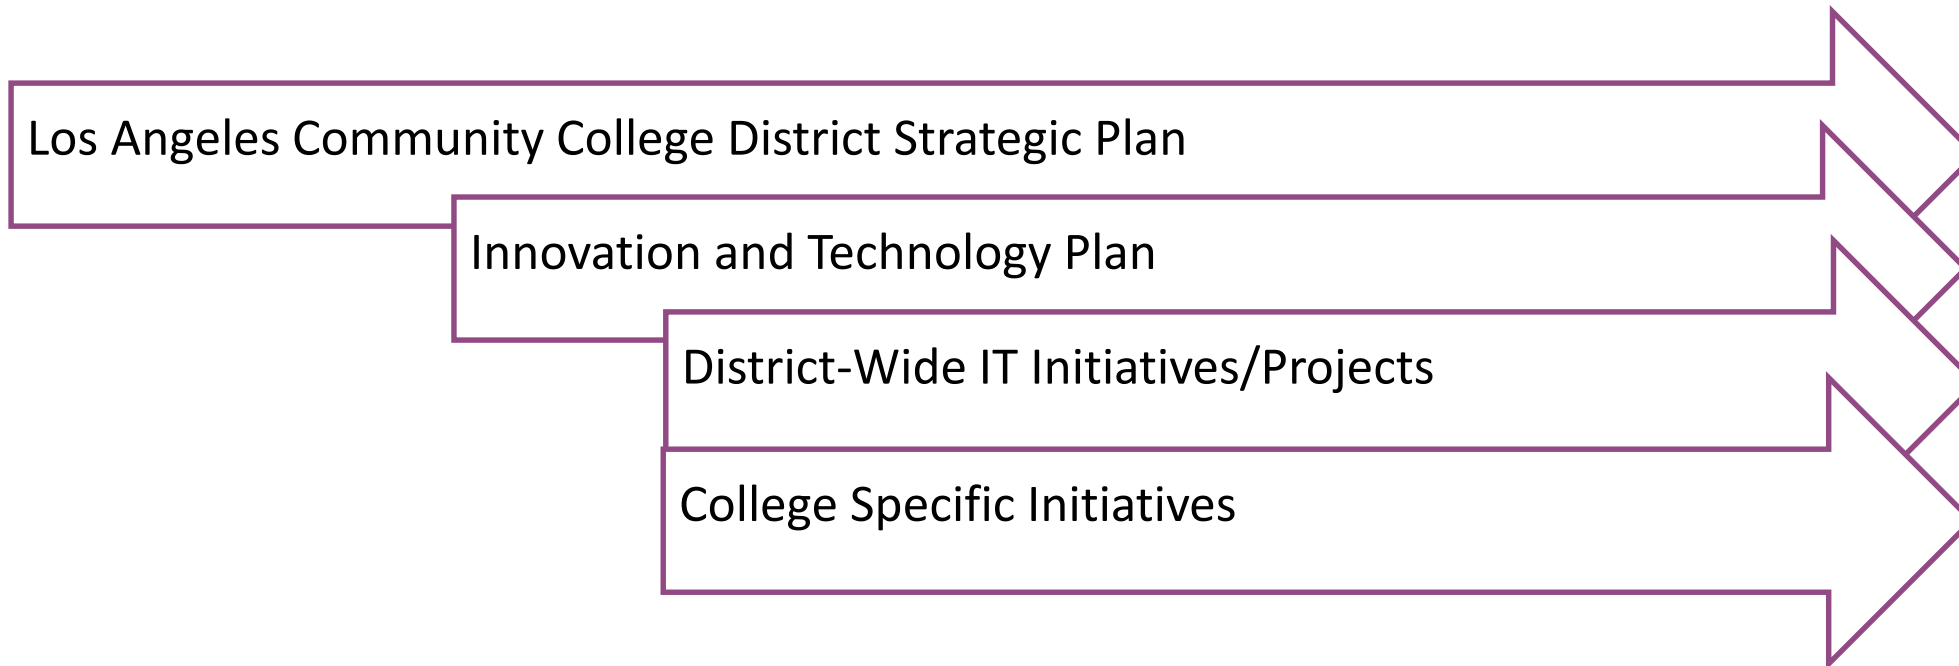 Los Angeles Community College District Strategic Plan
Innovation and Technology Plan
District-Wide IT Initiatives/Projects
College Specific Initiatives